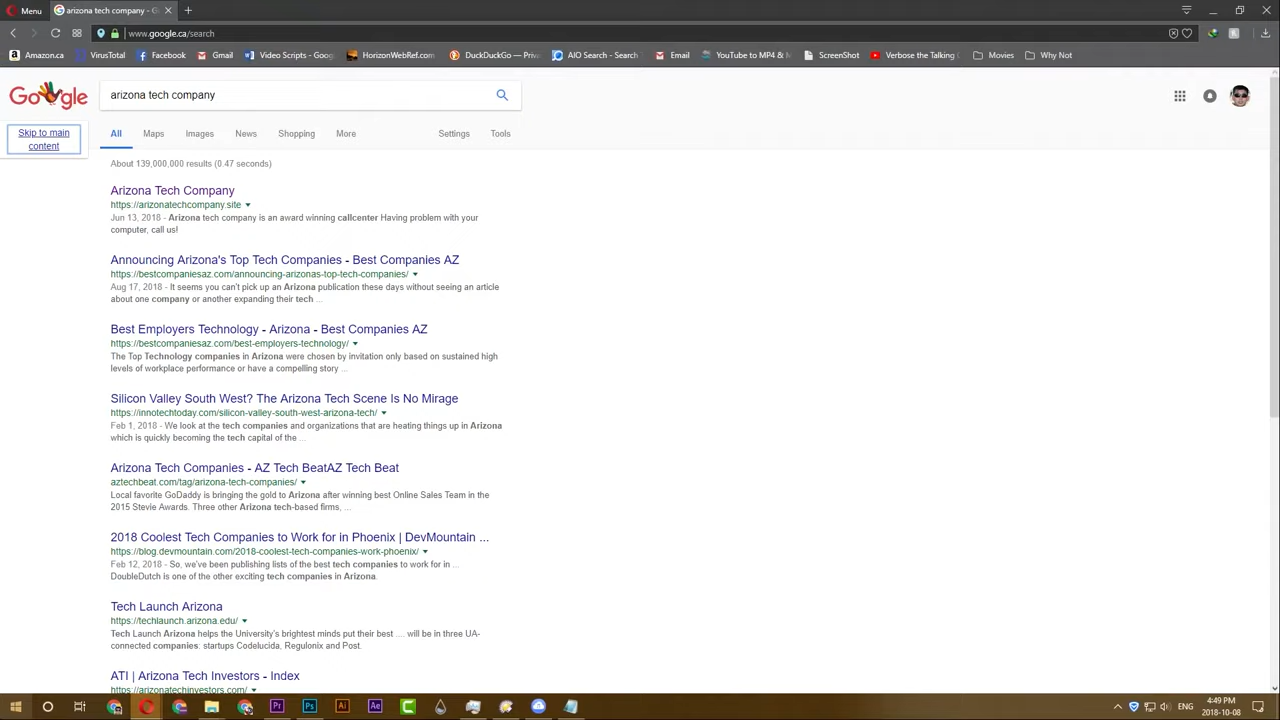 Menu
arizona tech company - G
www.google.ca/search
Amazon.ca VirusTotal Facebook Gmail Video Scripts - Goog HorizonWebRef.com DuckDuckGo — Priv AIO Search - Search Email YouTube to MP4 & M ScreenShot Verbose the Talking C Movies Why Not
Google
arizona tech company
Skip to main
content
All Maps Images News Shopping More Settings Tools
About 139,000,000 results (0.47 seconds)
Arizona Tech Company
https://arizonatechcompany.site
Jun 13, 2018 - Arizona tech company is an award winning callcenter Having problem with your
computer, call us!
Announcing Arizona's Top Tech Companies - Best Companies AZ
https://bestcompaniesaz.com/announcing-arizonas-top-tech-companies/
Aug 17, 2018 - It seems you can't pick up an Arizona publication these days without seeing an article
about one company or another expanding their tech ...
Best Employers Technology - Arizona - Best Companies AZ
https://bestcompaniesaz.com/best-employers-technology/
The Top Technology companies in Arizona were chosen by invitation only based on sustained high
levels of workplace performance or have a compelling story ...
Silicon Valley South West? The Arizona Tech Scene Is No Mirage
https://innotechtoday.com/silicon-valley-south-west-arizona-tech/
Feb 1, 2018 - We look at the tech companies and organizations that are heating things up in Arizona
which is quickly becoming the tech capital of the ...
Arizona Tech Companies - AZ Tech BeatAZ Tech Beat
aztechbeat.com/tag/arizona-tech-companies/
Local favorite GoDaddy is bringing the gold to Arizona after winning best Online Sales Team in the
2015 Stevie Awards. Three other Arizona tech-based firms, ...
2018 Coolest Tech Companies to Work for in Phoenix | DevMountain ...
https://blog.devmountain.com/2018-coolest-tech-companies-work-phoenix/
Feb 12, 2018 - So, we've been publishing lists of the best tech companies to work for in ...
DoubleDutch is one of the other exciting tech companies in Arizona.
Tech Launch Arizona
https://techlaunch.arizona.edu/
Tech Launch Arizona helps the University's brightest minds put their best .... will be in three UA-
connected companies: startups Codelucida, Regulonix and Post.
ATI | Arizona Tech Investors - Index
https://arizonatechinvestors.com/
Pr Ps Ai Ae
ENG
4:49 PM
2018-10-08